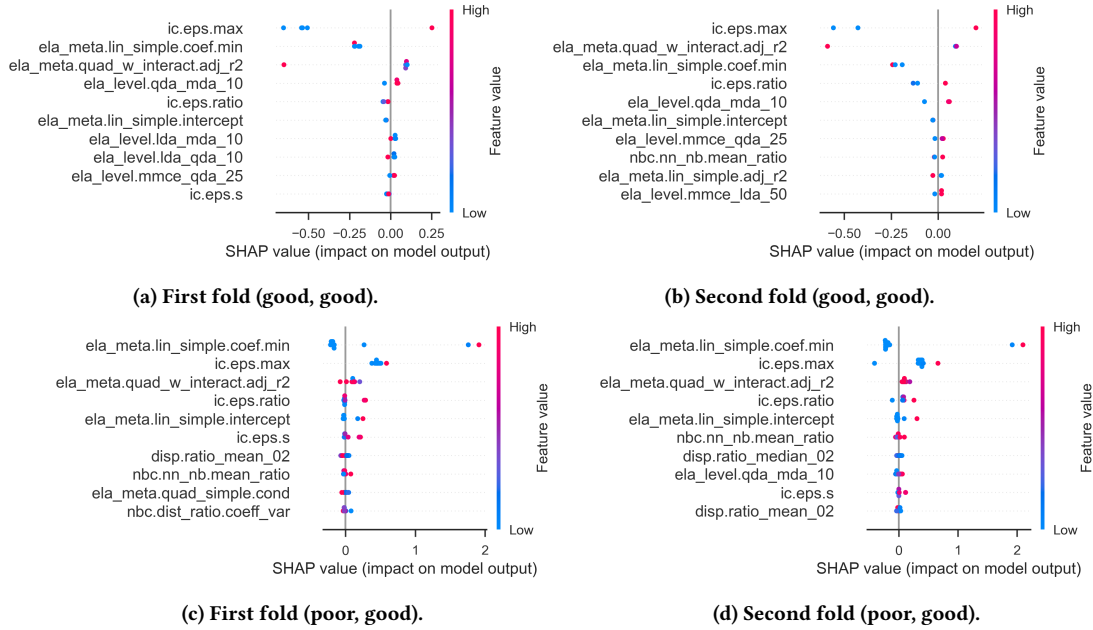 High
ic.eps.max
ela_meta.lin_simple.coef.min
ela_meta.quad_w_interact.adj_r2
ela_level.qda_mda_10
ic.eps.ratio
ela_meta.lin_simple.intercept
ela_level.lda_mda_10
ela_level.lda_qda_10
ela_level.mmce_qda_25
ic.eps.s
Feature value
Low
−0.50 −0.25 0.00 0.25
SHAP value (impact on model output)
(a) First fold (good, good).
High
ic.eps.max
ela_meta.quad_w_interact.adj_r2
ela_meta.lin_simple.coef.min
ic.eps.ratio
ela_level.qda_mda_10
ela_meta.lin_simple.intercept
ela_level.mmce_qda_25
nbc.nn_nb.mean_ratio
ela_meta.lin_simple.adj_r2
ela_level.mmce_lda_50
Feature value
Low
−0.50 −0.25 0.00
SHAP value (impact on model output)
(b) Second fold (good, good).
High
ela_meta.lin_simple.coef.min
ic.eps.max
ela_meta.quad_w_interact.adj_r2
ic.eps.ratio
ela_meta.lin_simple.intercept
ic.eps.s
disp.ratio_mean_02
nbc.nn_nb.mean_ratio
ela_meta.quad_simple.cond
nbc.dist_ratio.coeff_var
Feature value
Low
0 1 2
SHAP value (impact on model output)
(c) First fold (poor, good).
High
ela_meta.lin_simple.coef.min
ic.eps.max
ela_meta.quad_w_interact.adj_r2
ic.eps.ratio
ela_meta.lin_simple.intercept
nbc.nn_nb.mean_ratio
disp.ratio_median_02
ela_level.qda_mda_10
ic.eps.s
disp.ratio_mean_02
Feature value
Low
0 1 2
SHAP value (impact on model output)
(d) Second fold (poor, good).